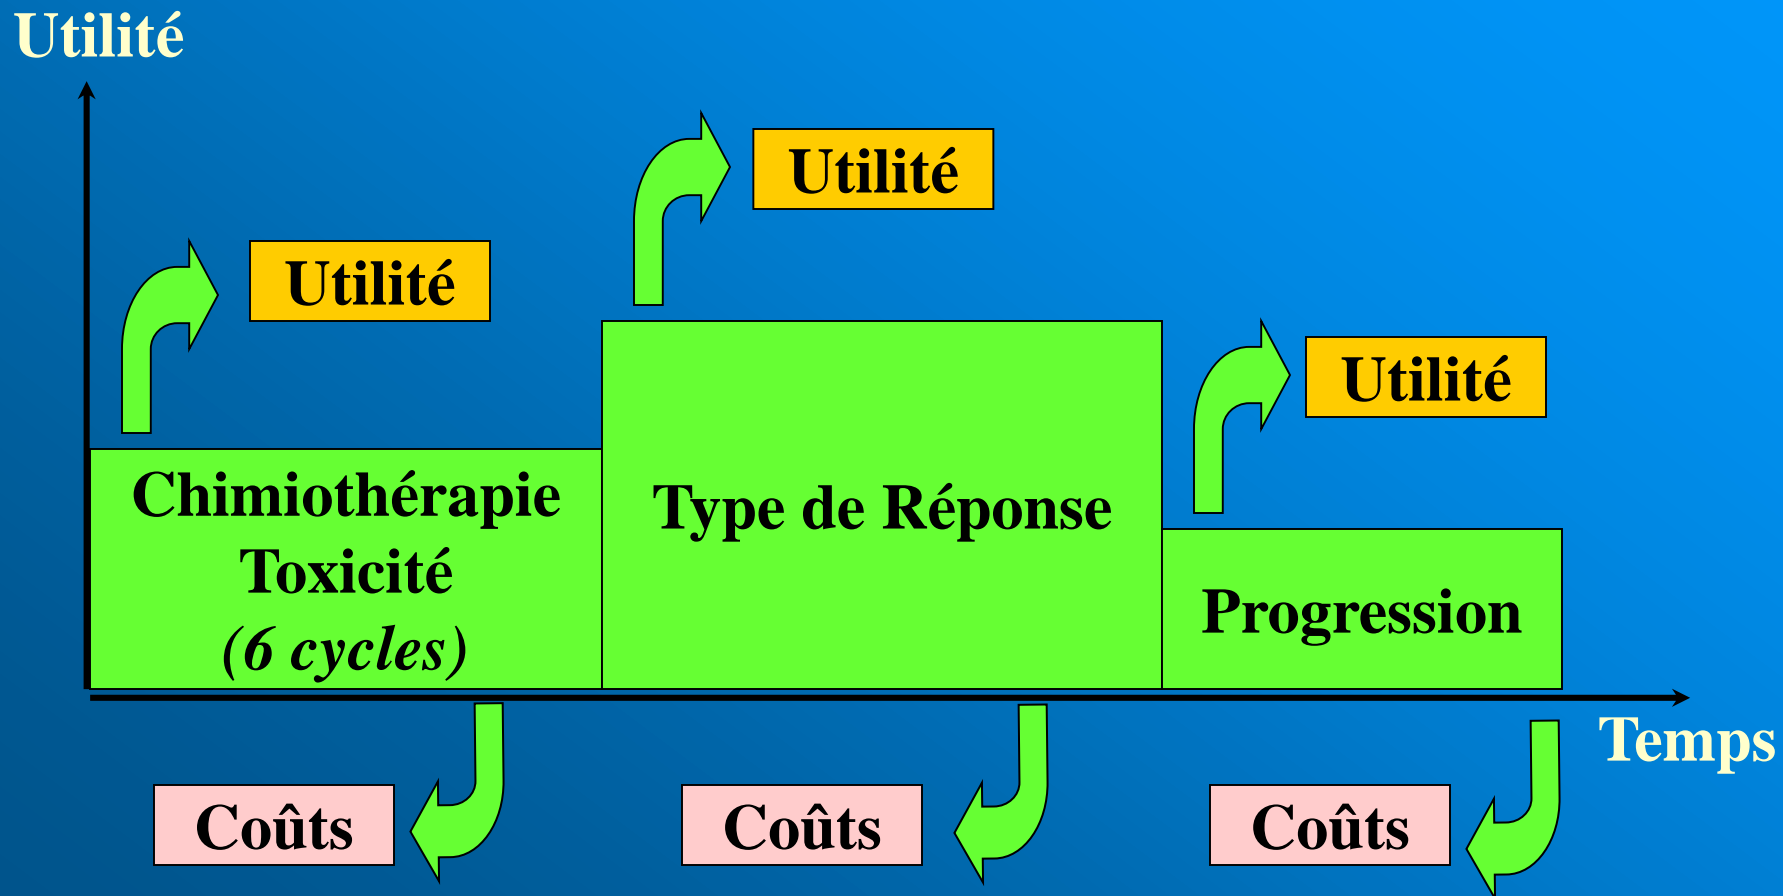 Utilité
Utilité
Utilité
Utilité
Chimiothérapie
Toxicité
(6 cycles)
Type de Réponse
Progression
Temps
Coûts
Coûts
Coûts